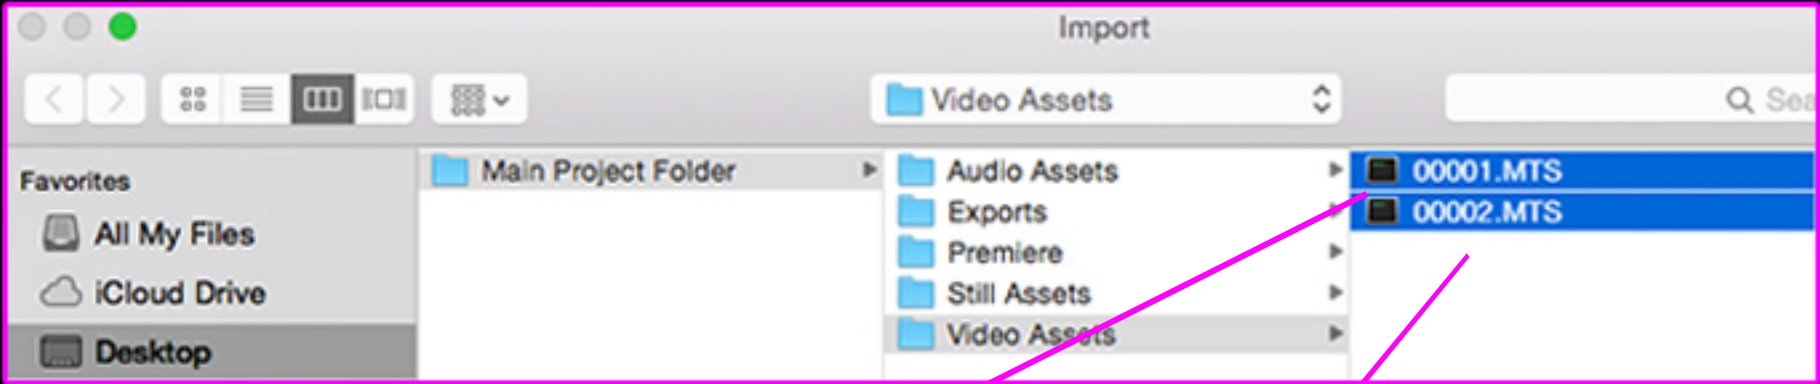 Import
Video Assets
Sea
Favorites
All My Files
iCloud Drive
Desktop
Main Project Folder
Audio Assets
Exports
Premiere
Still Assets
Video Assets
00001.MTS
00002.MTS